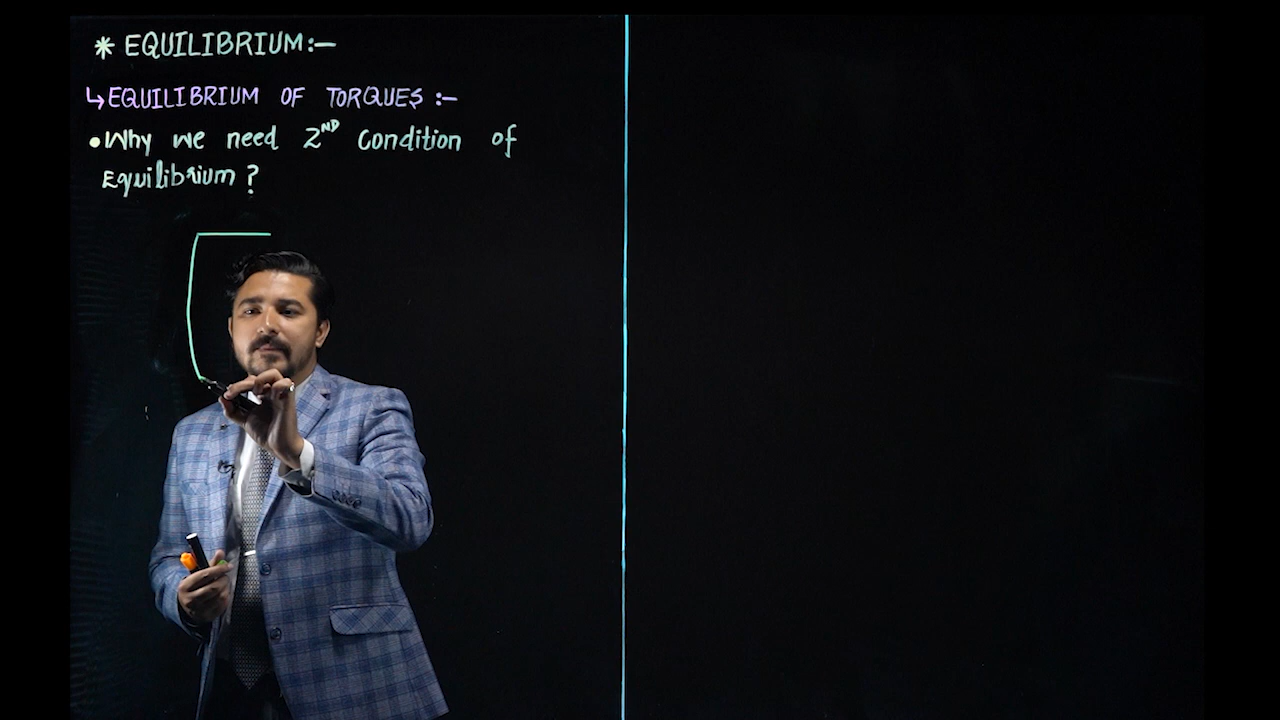 * EQUILIBRIUM:-
↳ EQUILIBRIUM OF TORQUES :-
• Why we need 2ND Condition of
Equilibrium ?